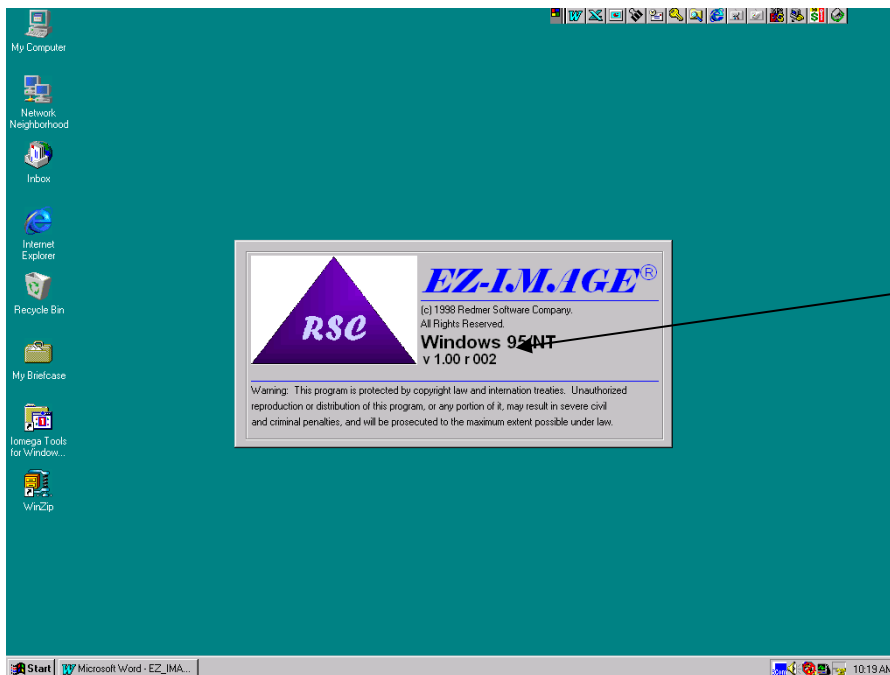 My Computer
Network
Neighborhood
Inbox
Internet
Explorer
Recycle Bin
My Briefcase
Iomega Tools
for Window...
WinZip
RSC
EZ-IMAGE®
(c) 1998 Redmer Software Company.
All Rights Reserved.
Windows 95/NT
v 1.00 r 002
Warning: This program is protected by copyright law and internation treaties. Unauthorized
reproduction or distribution of this program, or any portion of it, may result in severe civil
and criminal penalties, and will be prosecuted to the maximum extent possible under law.
Start
Microsoft Word - EZ_IMA...
10:19 AM